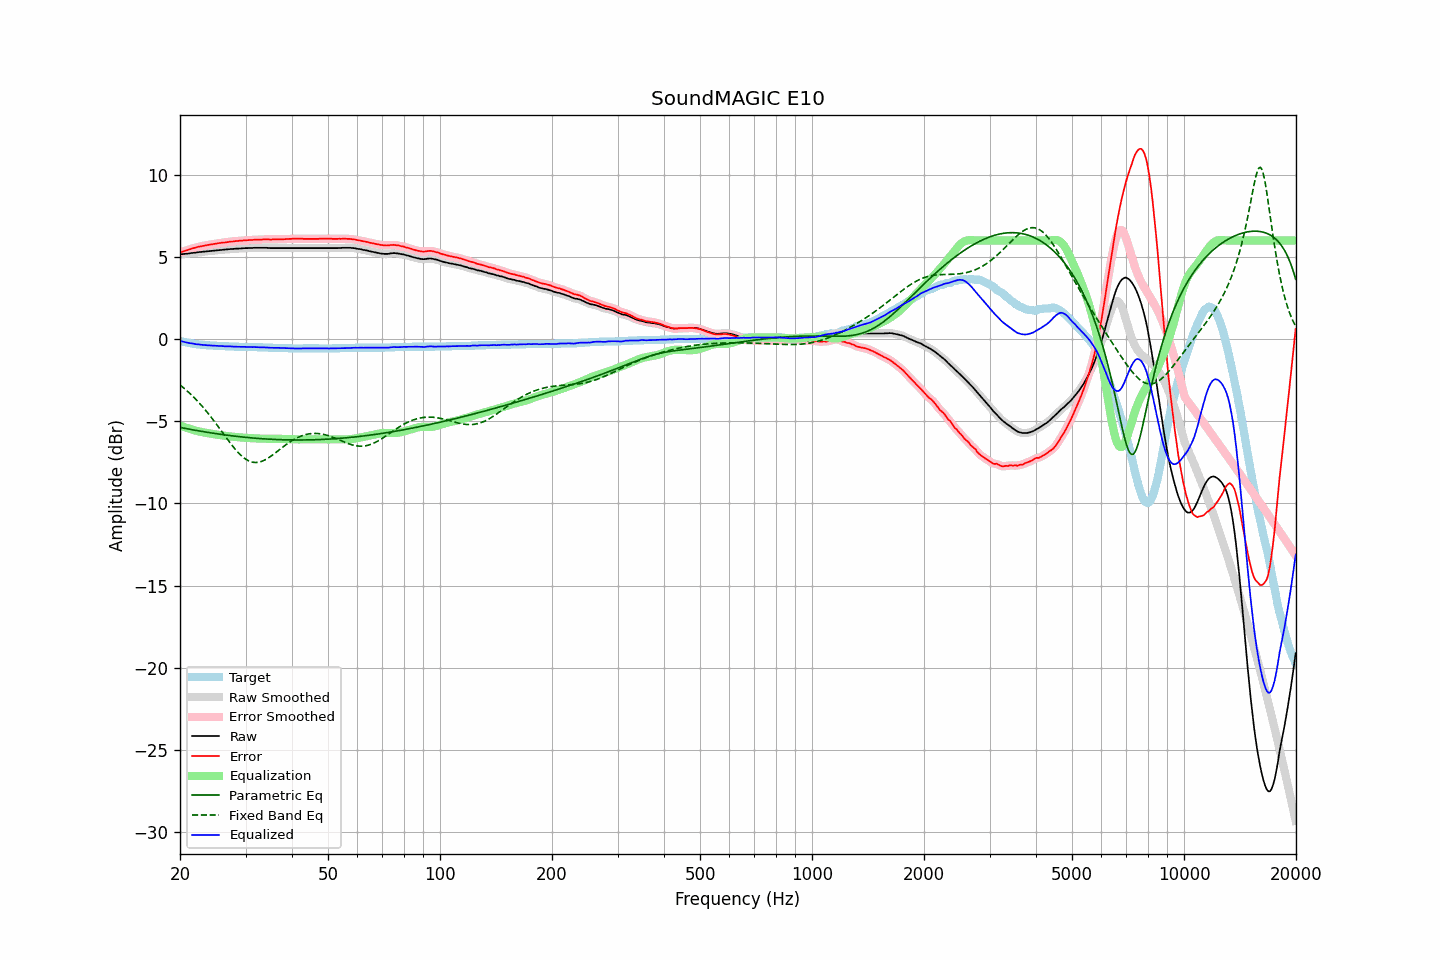 SoundMAGIC E10
Amplitude (dBr)
10
5
0
−5
−10
−15
−20
−25
−30
Target
Raw Smoothed
Error Smoothed
Raw
Error
Equalization
Parametric Eq
Fixed Band Eq
Equalized
20 50 100 200 500 1000 2000 5000 10000 20000
Frequency (Hz)